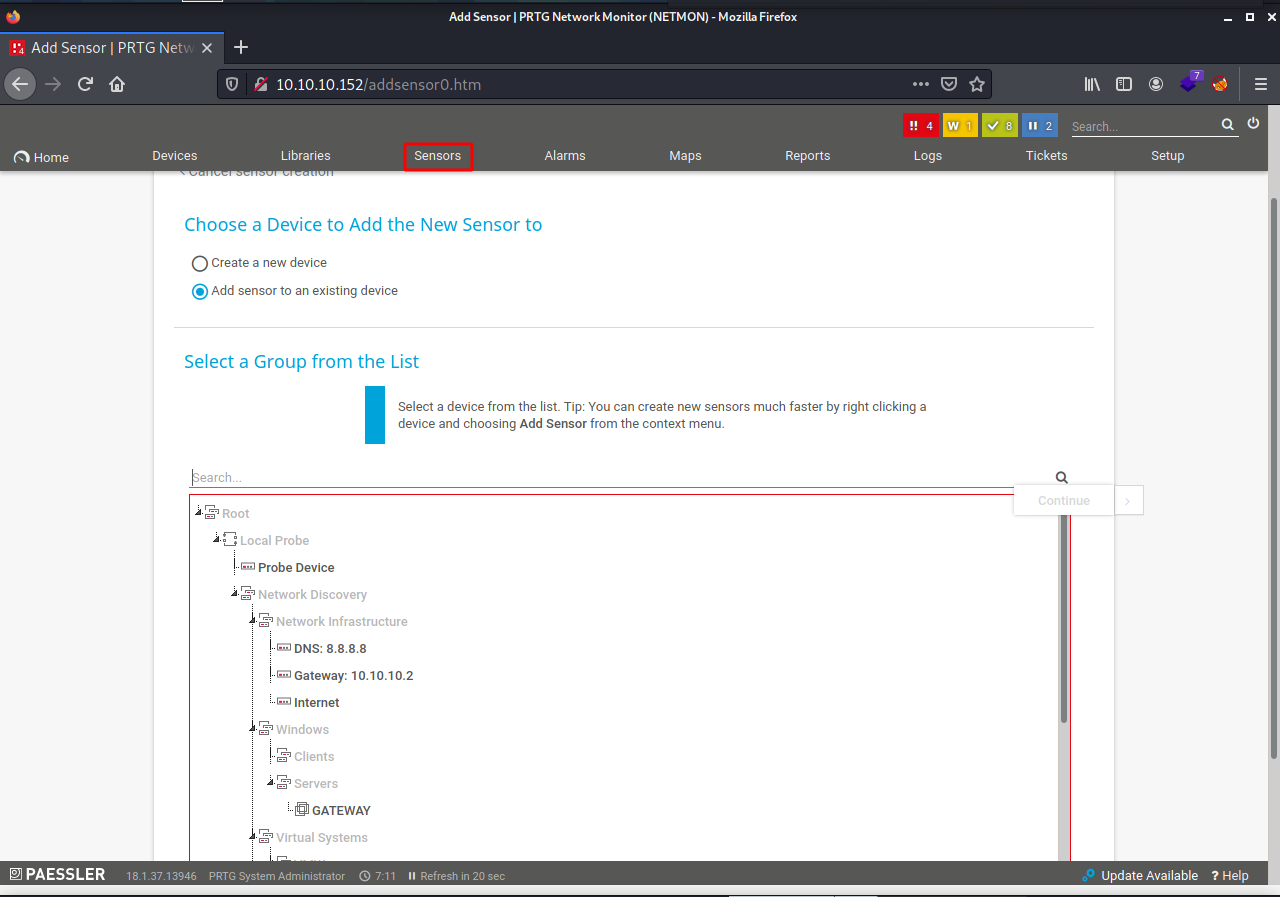 Add Sensor | PRTG Network Monitor (NETMON) - Mozilla Firefox
Add Sensor | PRTG Netw
10.10.10.152/addsensor0.htm
7
!! 4
W 1
8
2
Search...
Home
Devices
Libraries
Sensors
Alarms
Maps
Reports
Logs
Tickets
Setup
Cancel sensor creation
Choose a Device to Add the New Sensor to
Create a new device
Add sensor to an existing device
Select a Group from the List
Select a device from the list. Tip: You can create new sensors much faster by right clicking a
device and choosing Add Sensor from the context menu.
Search...
Continue
Root
Local Probe
Probe Device
Network Discovery
Network Infrastructure
DNS: 8.8.8.8
Gateway: 10.10.10.2
Internet
Windows
Clients
Servers
GATEWAY
Virtual Systems
PAESSLER
18.1.37.13946
PRTG System Administrator
7:11
Refresh in 20 sec
Update Available
? Help